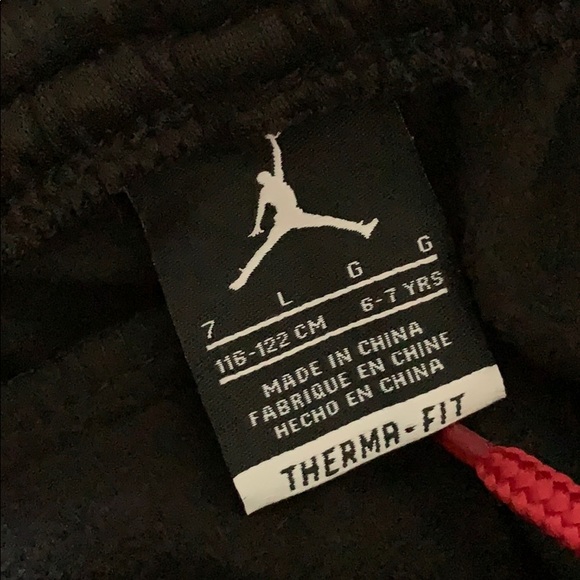 7 L G G
116-122 CM 6-7 YRS
MADE IN CHINA
FABRIQUE EN CHINE
HECHO EN CHINA
THERMA-FIT